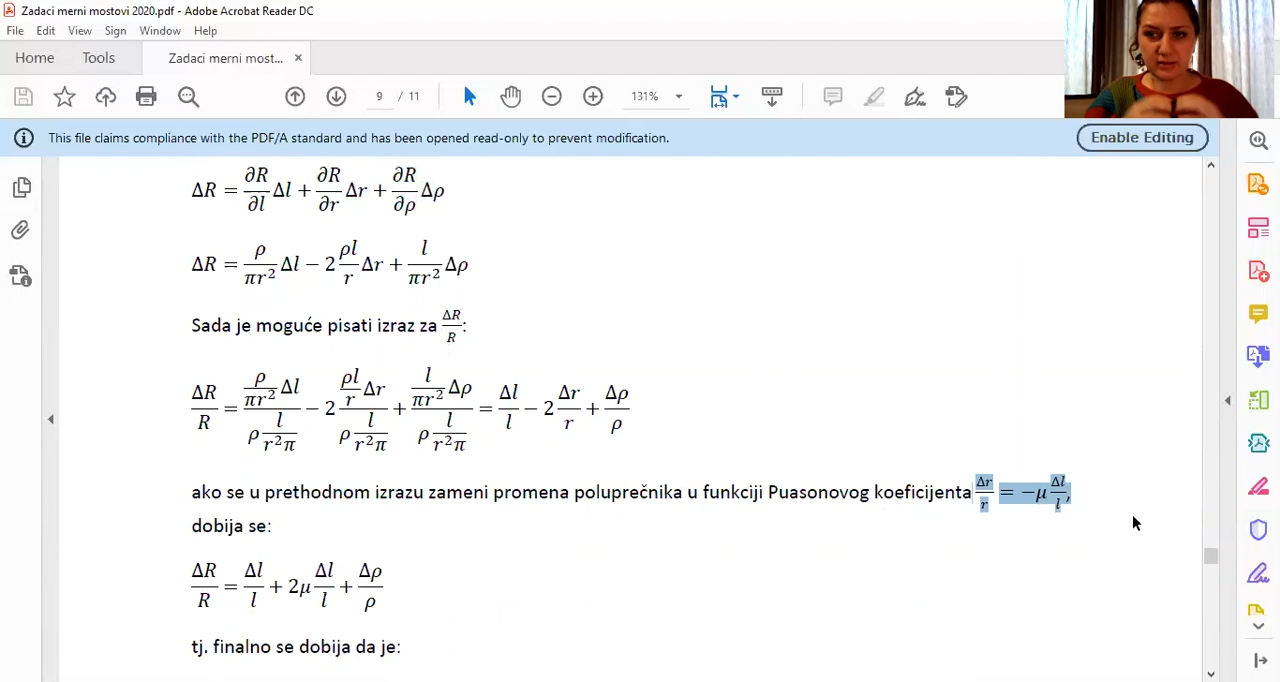 Zadaci merni mostovi 2020.pdf - Adobe Acrobat Reader DC
File Edit View Sign Window Help
Home Tools Zadaci merni most... ×
9 / 11 131%
This file claims compliance with the PDF/A standard and has been opened read-only to prevent modification. Enable Editing
ΔR = ∂R/∂l Δl + ∂R/∂r Δr + ∂R/∂ρ Δρ
ΔR = ρ/πr² Δl − 2 ρl/r Δr + l/πr² Δρ
Sada je moguće pisati izraz za ΔR/R:
ΔR/R = (ρ/πr² Δl)/(ρ l/r²π) − 2 (ρl/r Δr)/(ρ l/r²π) + (l/πr² Δρ)/(ρ l/r²π) = Δl/l − 2 Δr/r + Δρ/ρ
ako se u prethodnom izrazu zameni promena poluprečnika u funkciji Puasonovog koeficijenta Δr/r = −μ Δl/l,
dobija se:
ΔR/R = Δl/l + 2μ Δl/l + Δρ/ρ
tj. finalno se dobija da je: